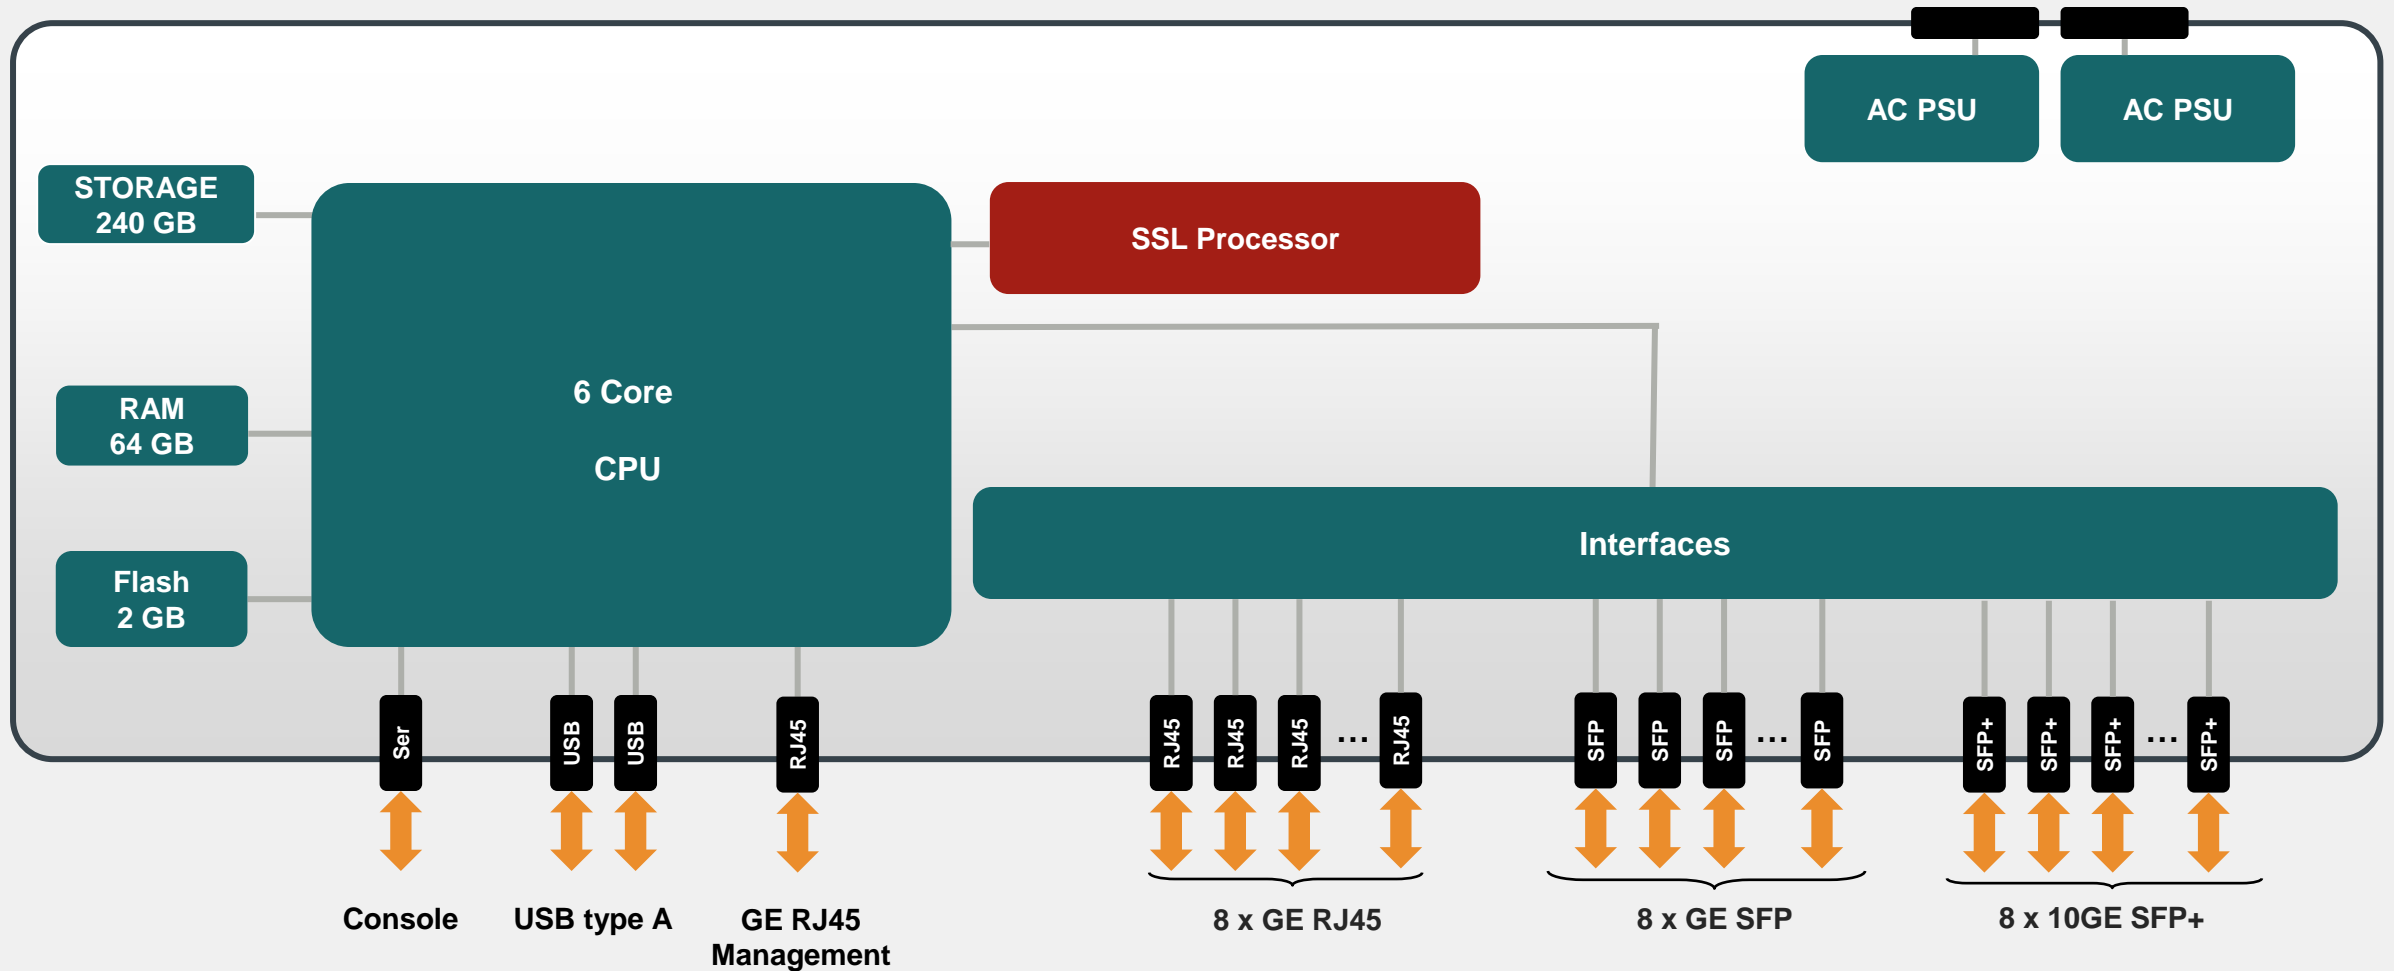 AC PSU
AC PSU
STORAGE
240 GB
SSL Processor
RAM
64 GB
6 Core
CPU
Flash
2 GB
Interfaces
Ser
USB
USB
RJ45
RJ45
RJ45
RJ45
...
RJ45
SFP
SFP
SFP
...
SFP
SFP+
SFP+
SFP+
...
SFP+
Console
USB type A
GE RJ45
Management
8 x GE RJ45
8 x GE SFP
8 x 10GE SFP+